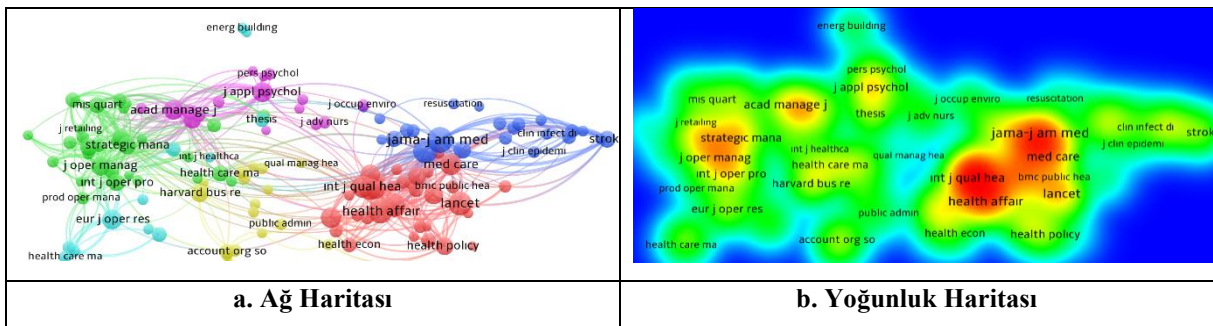 energ building
pers psychol
j appl psychol
mis quart
acad manage j
thesis
j occup enviro
resuscitation
j adv nurs
j retailing
strategic mana
jama-j am med
clin infect di
strok
j clin epidemi
j oper manag
int j healthca
qual manag hea
med care
int j oper pro
health care ma
int j qual hea
bmc public hea
prod oper mana
harvard bus re
health affair
lancet
eur j oper res
public admin
health econ
health policy
account org so
health care ma
energ building
pers psychol
j appl psychol
mis quart
acad manage j
thesis
j occup enviro
resuscitation
j adv nurs
j retailing
strategic mana
jama-j am med
clin infect di
strok
j clin epidemi
j oper manag
int j healthca
qual manag hea
med care
int j oper pro
health care ma
int j qual hea
bmc public hea
prod oper mana
harvard bus re
health affair
lancet
eur j oper res
public admin
health econ
health policy
account org so
health care ma
a. Ağ Haritası
b. Yoğunluk Haritası